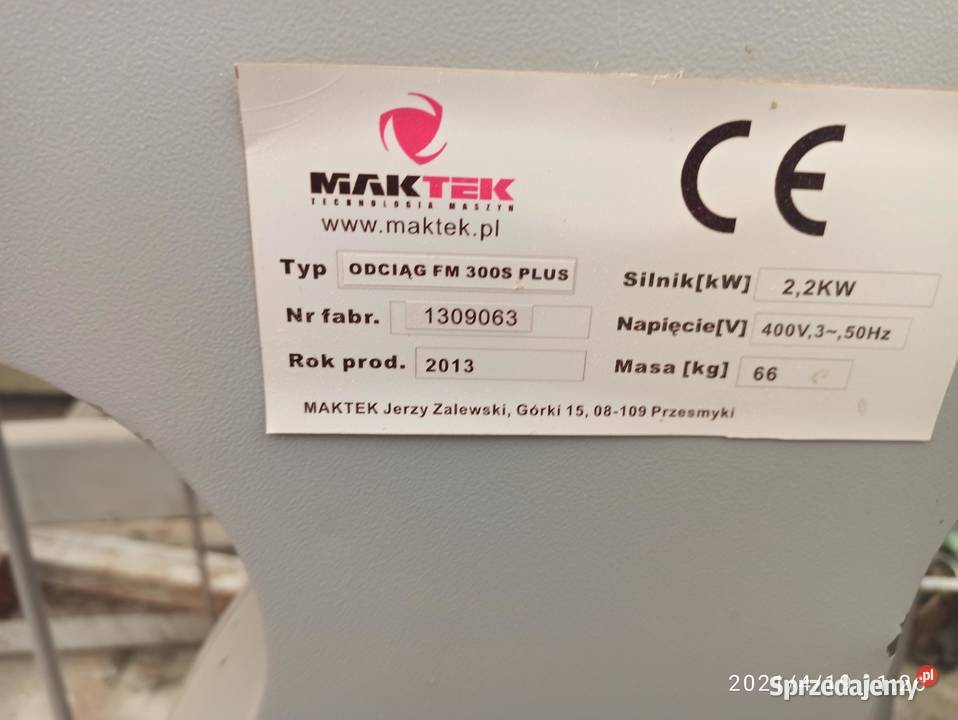 MAKTEK
TECHNOLOGIA MASZYN
www.maktek.pl
CE
Typ ODCIĄG FM 300S PLUS
Nr fabr. 1309063
Rok prod. 2013
Silnik[kW] 2,2KW
Napięcie[V] 400V,3~,50Hz
Masa [kg] 66
MAKTEK Jerzy Zalewski, Górki 15, 08-109 Przesmyki
Sprzedajemy.pl